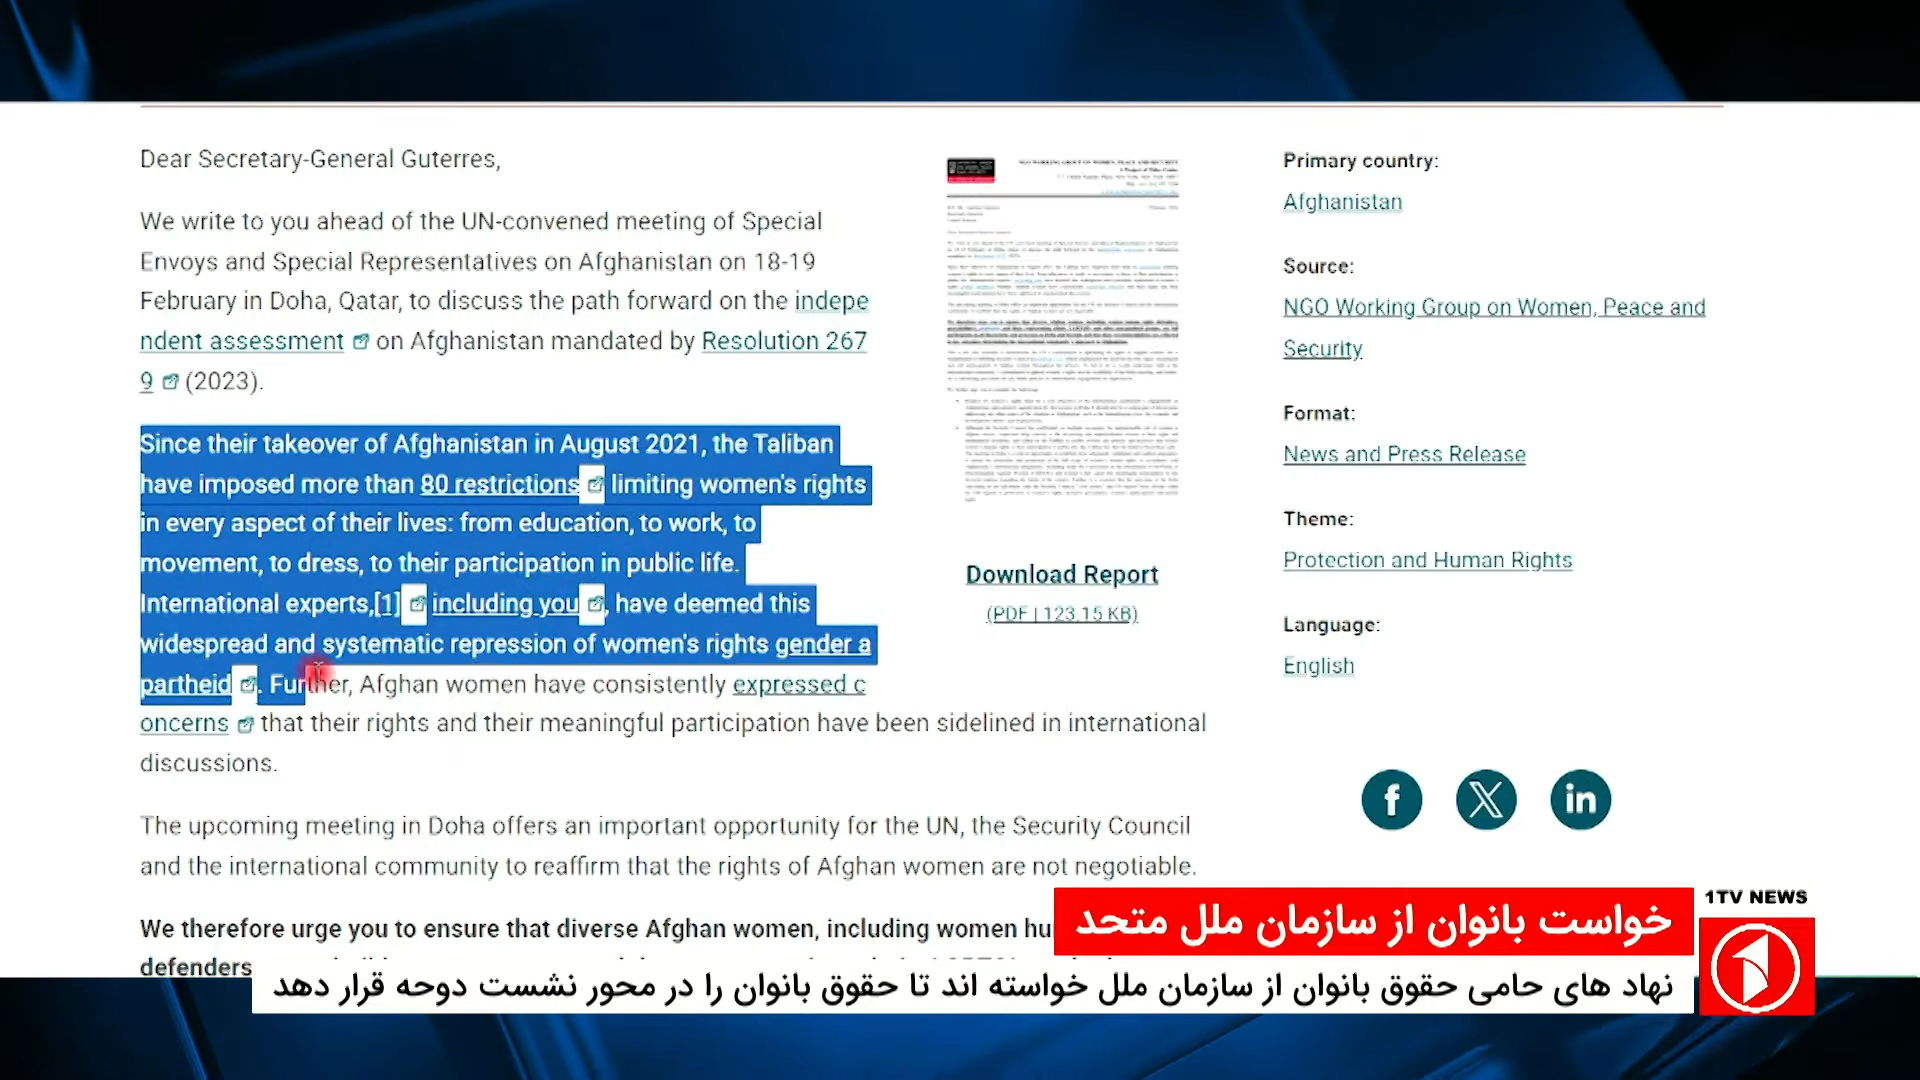 Dear Secretary-General Guterres,
We write to you ahead of the UN-convened meeting of Special
Envoys and Special Representatives on Afghanistan on 18-19
February in Doha, Qatar, to discuss the path forward on the indepe
ndent assessment on Afghanistan mandated by Resolution 267
9 (2023).
Since their takeover of Afghanistan in August 2021, the Taliban
have imposed more than 80 restrictions limiting women's rights
in every aspect of their lives: from education, to work, to
movement, to dress, to their participation in public life.
International experts,[1] including you, have deemed this
widespread and systematic repression of women's rights gender a
partheid. Further, Afghan women have consistently expressed c
oncerns that their rights and their meaningful participation have been sidelined in international
discussions.
The upcoming meeting in Doha offers an important opportunity for the UN, the Security Council
and the international community to reaffirm that the rights of Afghan women are not negotiable.
We therefore urge you to ensure that diverse Afghan women, including women hu
defenders
NGO WORKING GROUP ON WOMEN, PEACE AND SECURITY
Download Report
(PDF | 123.15 KB)
Primary country:
Afghanistan
Source:
NGO Working Group on Women, Peace and
Security
Format:
News and Press Release
Theme:
Protection and Human Rights
Language:
English
f X in
1TV NEWS
خواست بانوان از سازمان ملل متحد
نهاد های حامی حقوق بانوان از سازمان ملل خواسته اند تا حقوق بانوان را در محور نشست دوحه قرار دهد